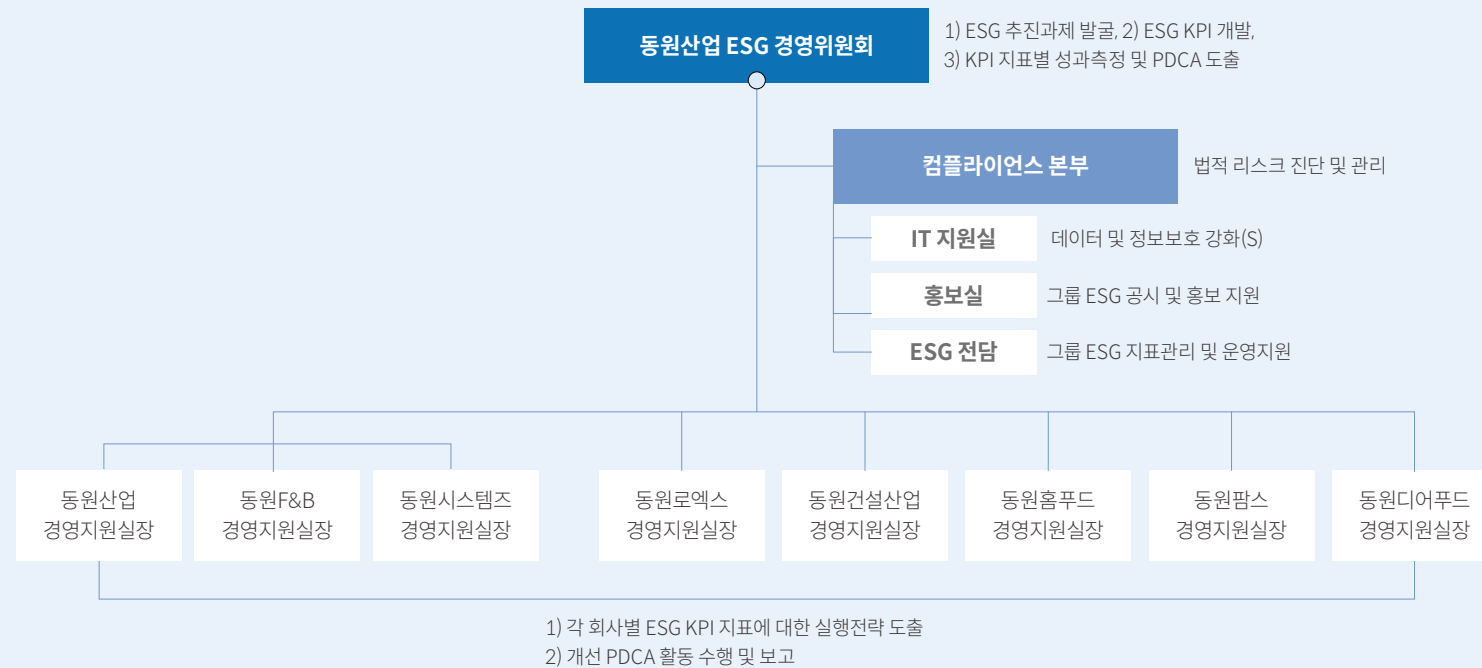 동원산업 ESG 경영위원회
1) ESG 추진과제 발굴, 2) ESG KPI 개발,
3) KPI 지표별 성과측정 및 PDCA 도출
컴플라이언스 본부
법적 리스크 진단 및 관리
IT 지원실
데이터 및 정보보호 강화(S)
홍보실
그룹 ESG 공시 및 홍보 지원
ESG 전담
그룹 ESG 지표관리 및 운영지원
동원산업
경영지원실장
동원F&B
경영지원실장
동원시스템즈
경영지원실장
동원로엑스
경영지원실장
동원건설산업
경영지원실장
동원홈푸드
경영지원실장
동원팜스
경영지원실장
동원디어푸드
경영지원실장
1) 각 회사별 ESG KPI 지표에 대한 실행전략 도출
2) 개선 PDCA 활동 수행 및 보고